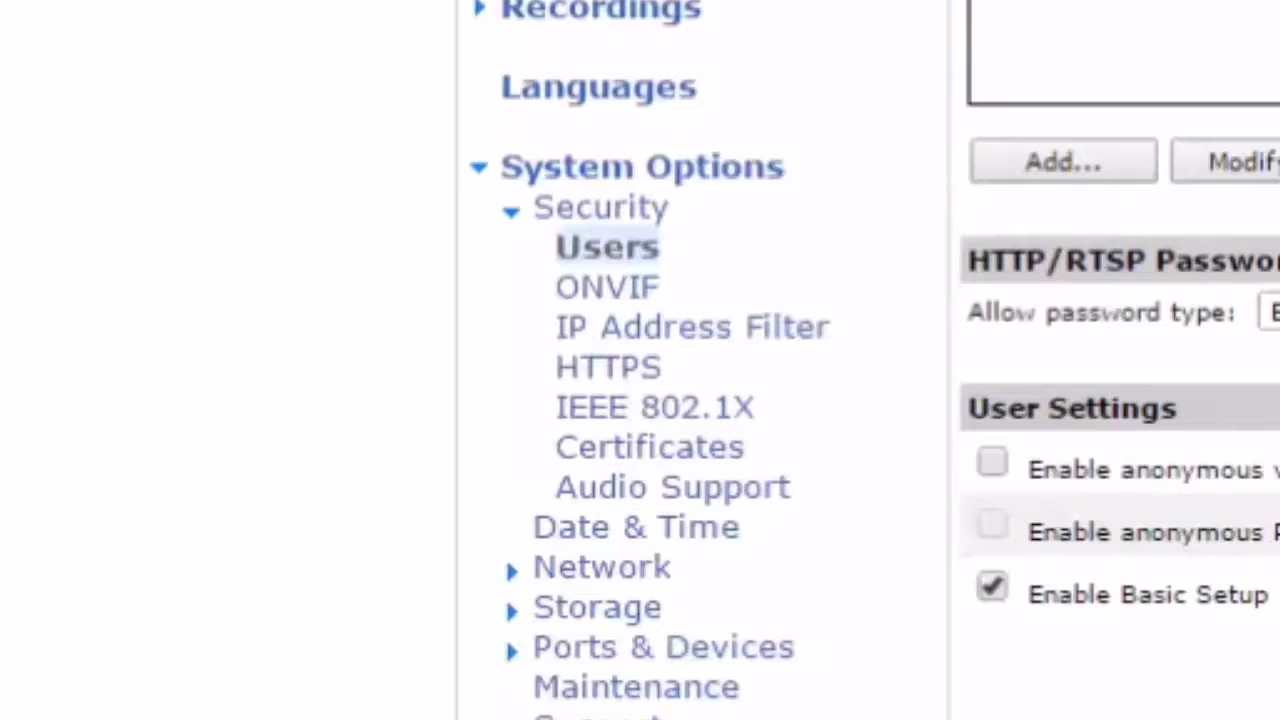 Recordings
Languages
System Options
Security
Users
ONVIF
IP Address Filter
HTTPS
IEEE 802.1X
Certificates
Audio Support
Date & Time
Network
Storage
Ports & Devices
Maintenance
Add...
Modify
HTTP/RTSP Passwor
Allow password type:
User Settings
Enable anonymous
Enable anonymous
Enable Basic Setup